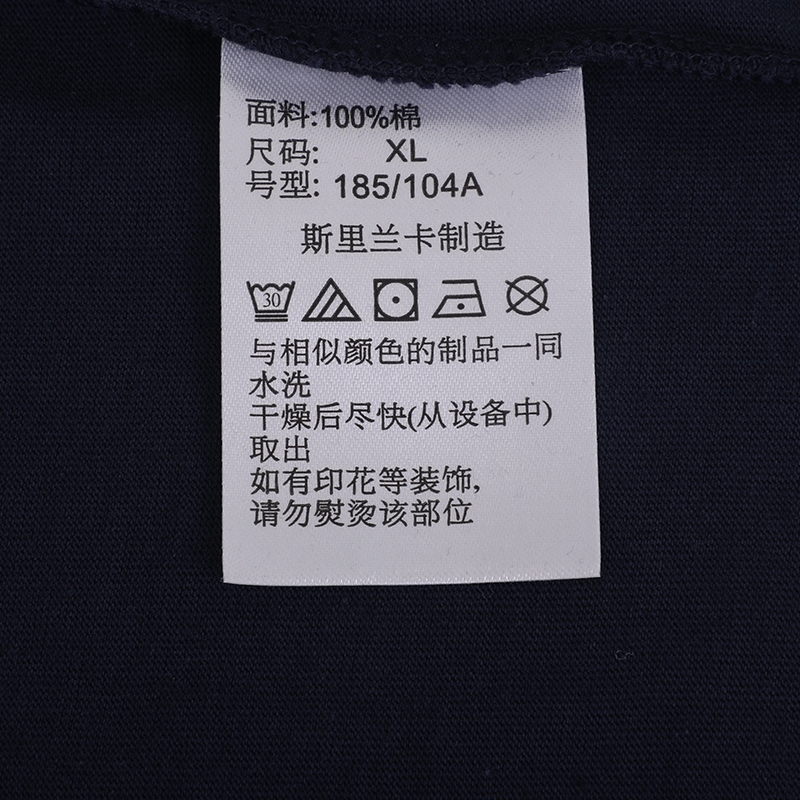 面料:100%棉
尺码: XL
号型: 185/104A
斯里兰卡制造
30
与相似颜色的制品一同
水洗
干燥后尽快(从设备中)
取出
如有印花等装饰,
请勿熨烫该部位